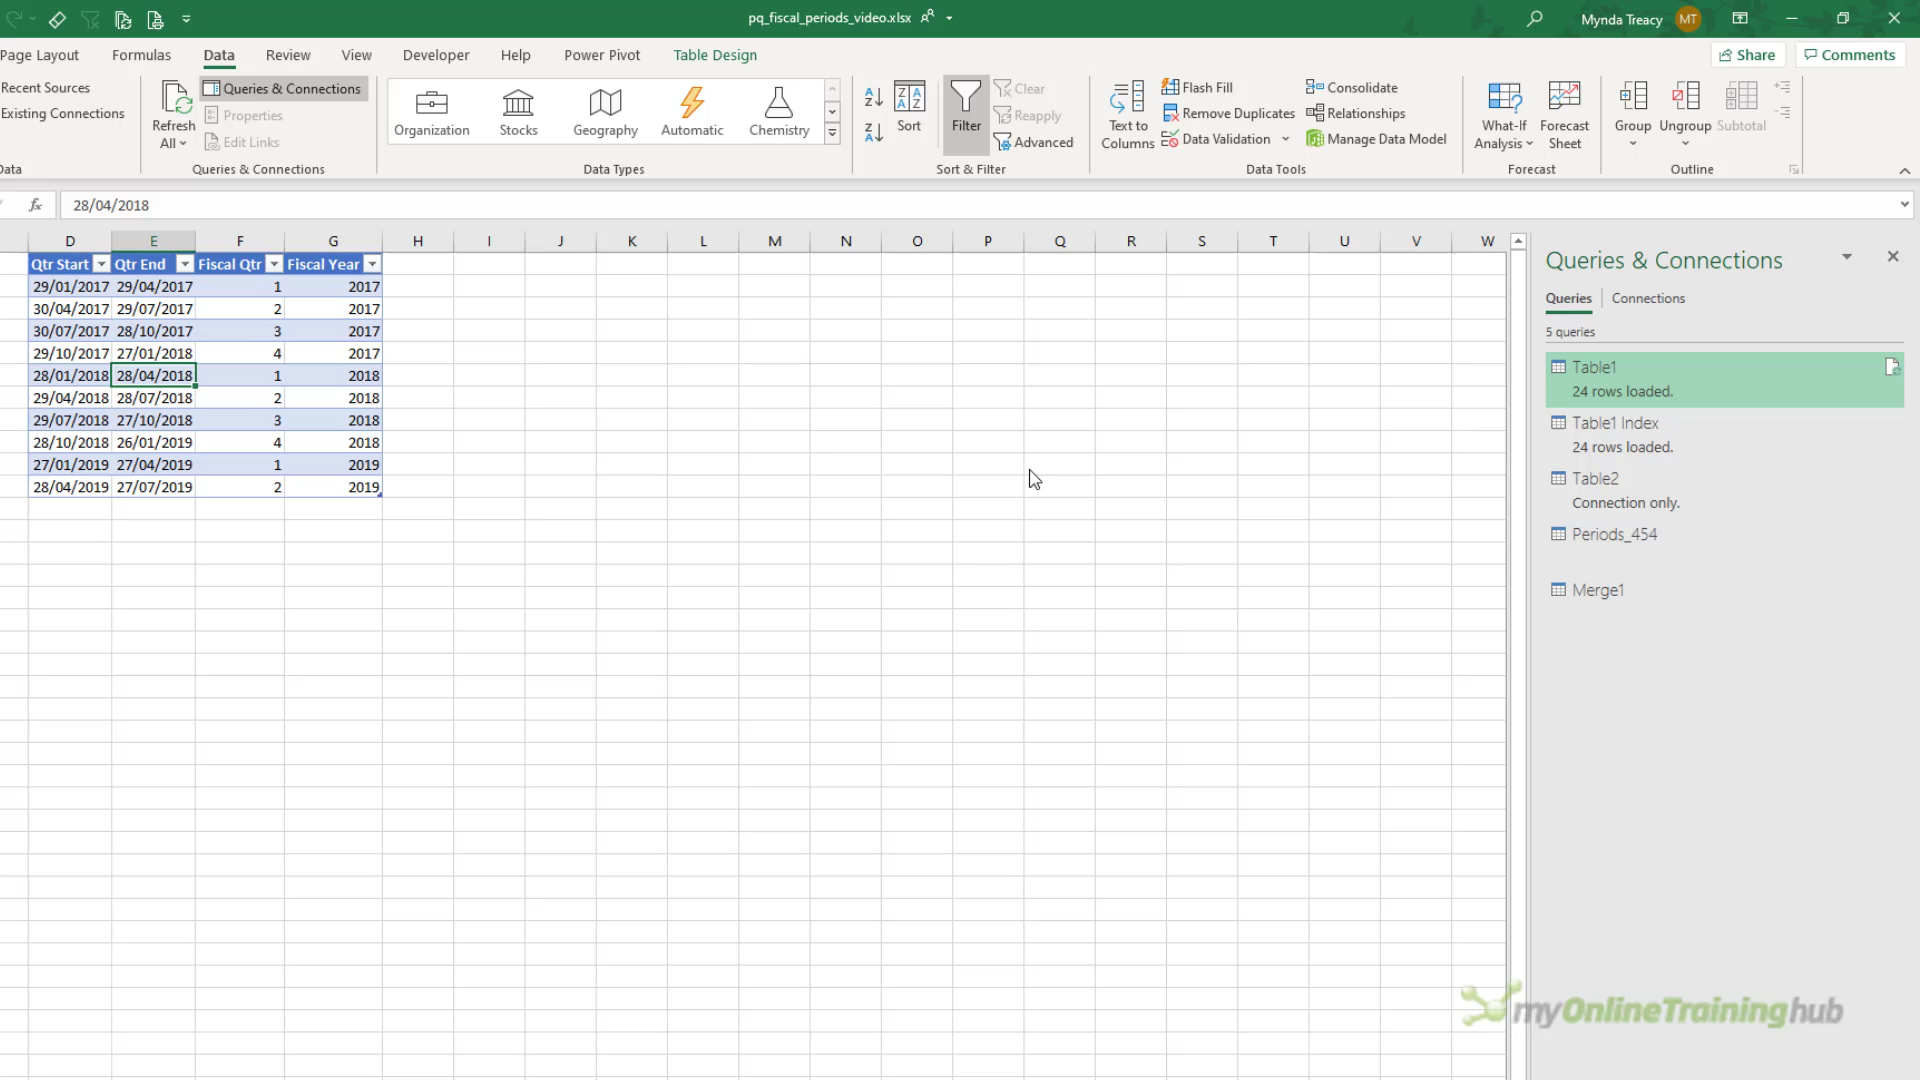 pq_fiscal_periods_video.xlsx
Mynda Treacy MT
Page Layout Formulas Data Review View Developer Help Power Pivot Table Design Share Comments
Recent Sources
Existing Connections
Data
Refresh All
Queries & Connections
Properties
Edit Links
Queries & Connections
Organization Stocks Geography Automatic Chemistry
Data Types
Sort
Filter
Clear
Reapply
Advanced
Sort & Filter
Text to Columns
Flash Fill
Remove Duplicates
Data Validation
Consolidate
Relationships
Manage Data Model
Data Tools
What-If Analysis
Forecast Sheet
Forecast
Group Ungroup Subtotal
Outline
fx 28/04/2018
D E F G H I J K L M N O P Q R S T U V W
Qtr Start Qtr End Fiscal Qtr Fiscal Year
29/01/2017 29/04/2017 1 2017
30/04/2017 29/07/2017 2 2017
30/07/2017 28/10/2017 3 2017
29/10/2017 27/01/2018 4 2017
28/01/2018 28/04/2018 1 2018
29/04/2018 28/07/2018 2 2018
29/07/2018 27/10/2018 3 2018
28/10/2018 26/01/2019 4 2018
27/01/2019 27/04/2019 1 2019
28/04/2019 27/07/2019 2 2019
Queries & Connections
Queries Connections
5 queries
Table1
24 rows loaded.
Table1 Index
24 rows loaded.
Table2
Connection only.
Periods_454
Merge1
myOnlineTraininghub